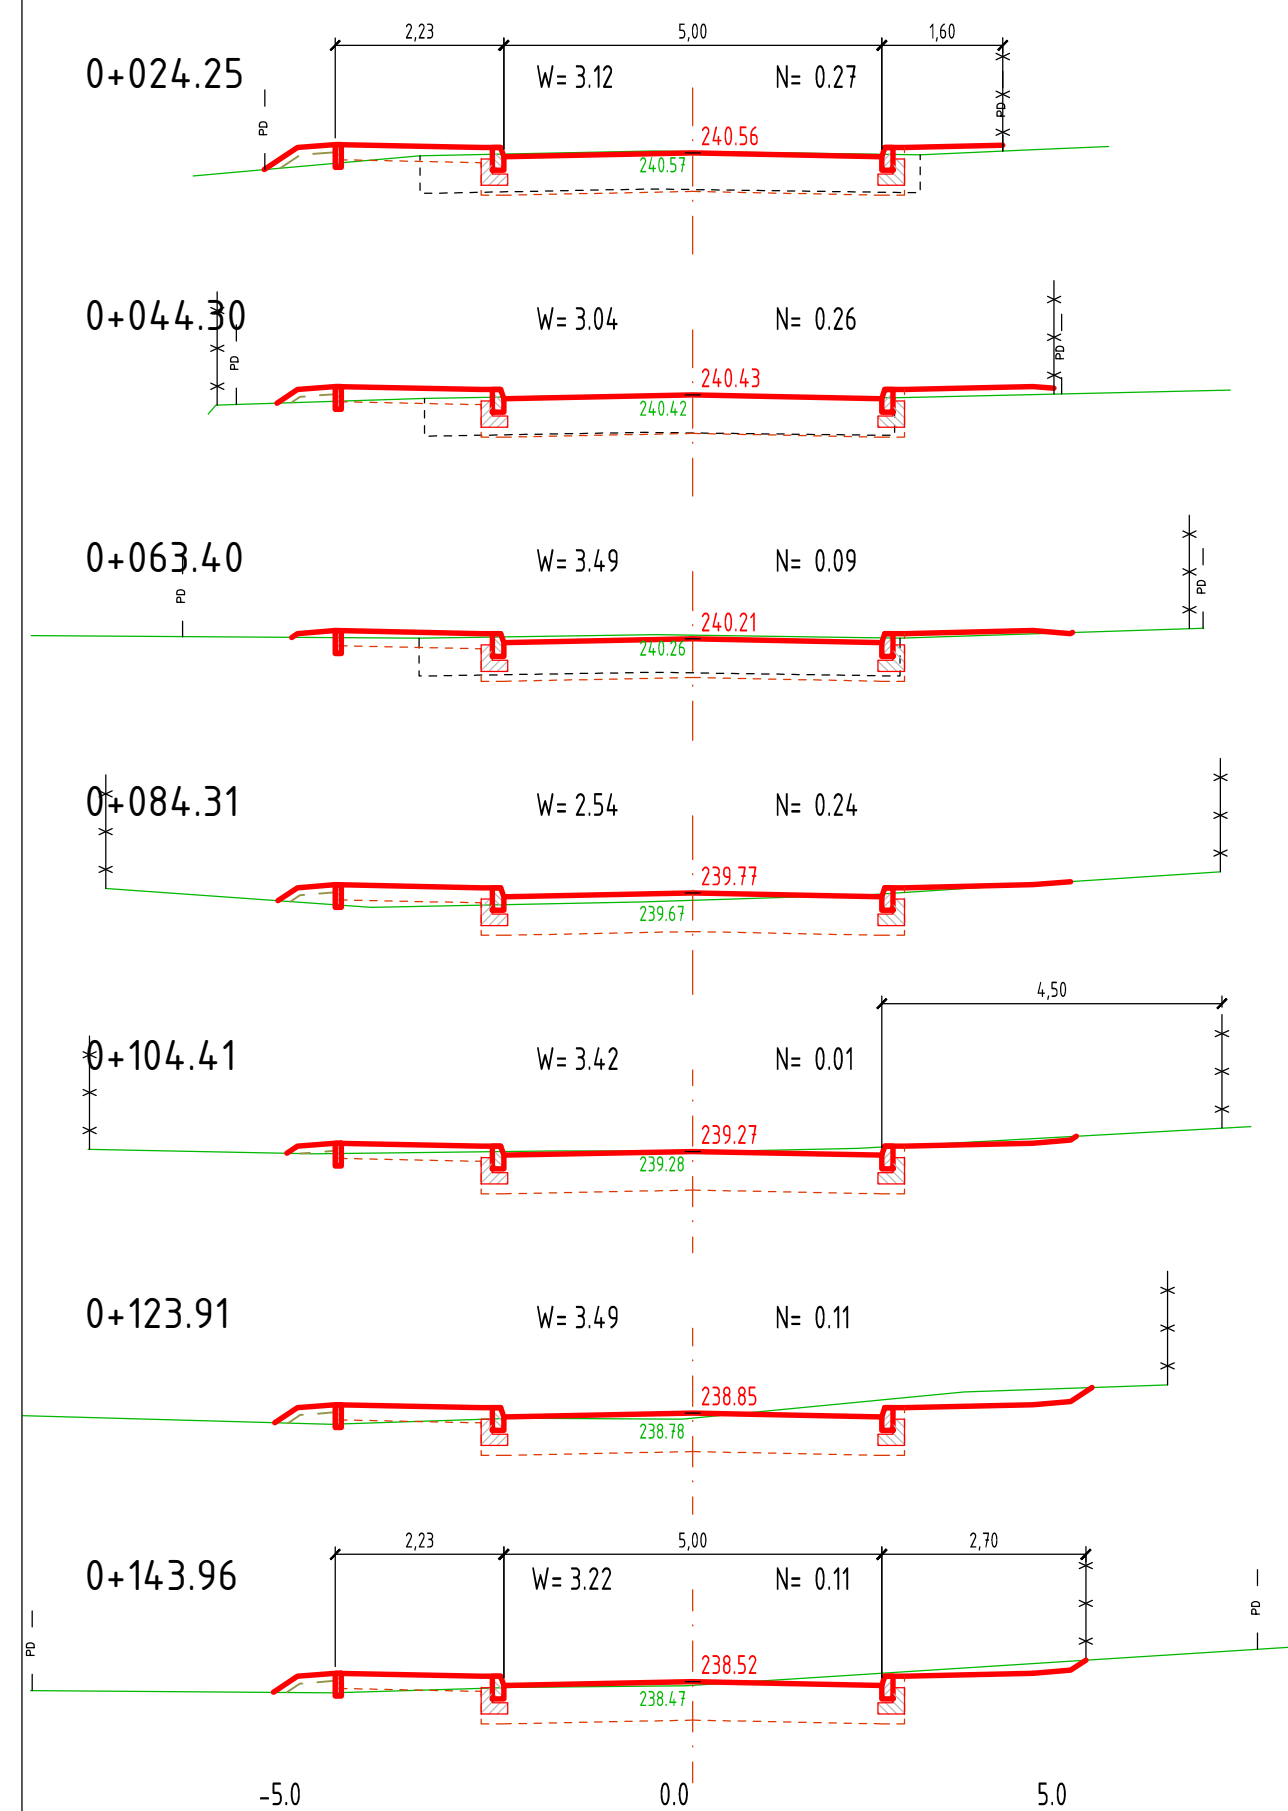 2,23 5,00 1,60
0+024.25 W= 3.12 N= 0.27
PD PD
240.56
240.57
0+044.30 W= 3.04 N= 0.26
PD PD
240.43
240.42
0+063.40 W= 3.49 N= 0.09
PD PD
240.21
240.26
0+084.31 W= 2.54 N= 0.24
239.77
239.67
4,50
0+104.41 W= 3.42 N= 0.01
239.27
239.28
0+123.91 W= 3.49 N= 0.11
238.85
238.78
2,23 5,00 2,70
0+143.96 W= 3.22 N= 0.11
PD PD
238.52
238.47
-5.0 0.0 5.0